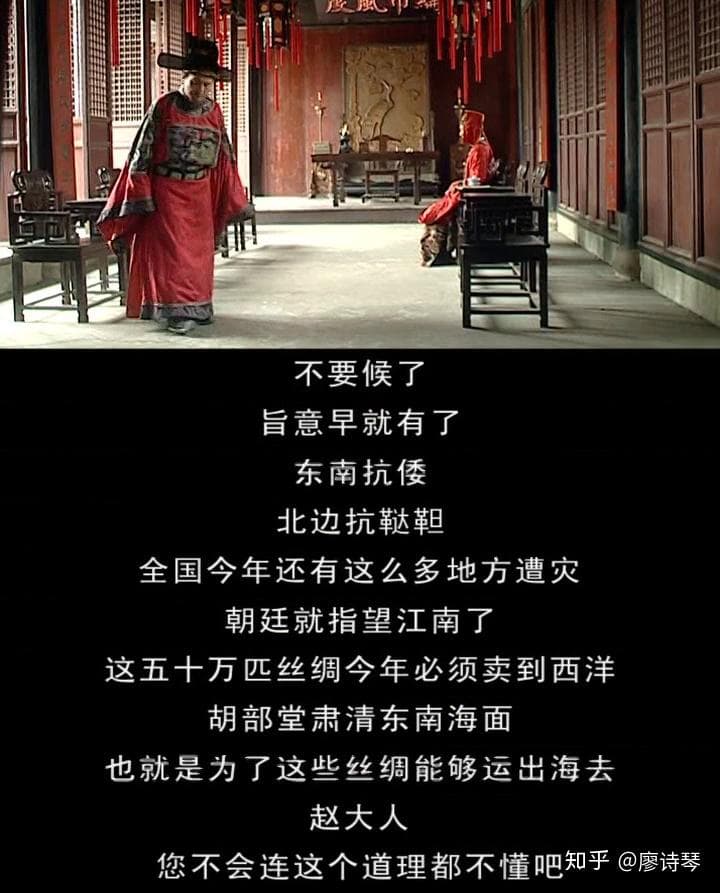 不要候了
旨意早就有了
东南抗倭
北边抗鞑靼
全国今年还有这么多地方遭灾
朝廷就指望江南了
这五十万匹丝绸今年必须卖到西洋
胡部堂肃清东南海面
也就是为了这些丝绸能够运出海去
赵大人
您不会连这个道理都不懂吧
知乎 @廖诗琴